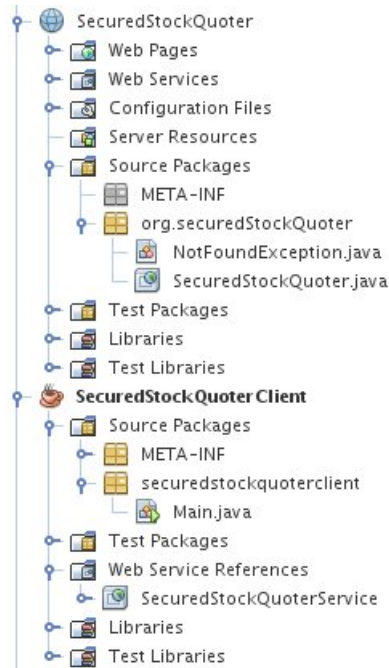 SecuredStockQuoter
Web Pages
Web Services
Configuration Files
Server Resources
Source Packages
META-INF
org.securedStockQuoter
NotFoundException.java
SecuredStockQuoter.java
Test Packages
Libraries
Test Libraries
SecuredStockQuoterClient
Source Packages
META-INF
securedstockquoterclient
Main.java
Test Packages
Web Service References
SecuredStockQuoterService
Libraries
Test Libraries